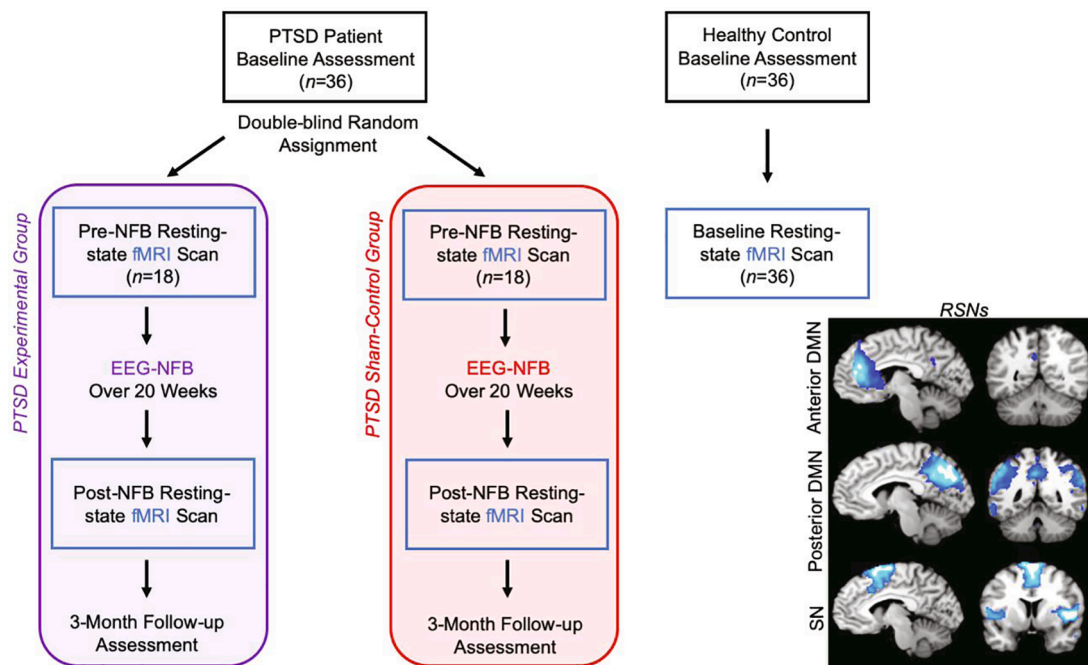 PTSD Patient
Baseline Assessment
(n=36)
Healthy Control
Baseline Assessment
(n=36)
Double-blind Random
Assignment
PTSD Experimental Group
Pre-NFB Resting-
state fMRI Scan
(n=18)
EEG-NFB
Over 20 Weeks
Post-NFB Resting-
state fMRI Scan
3-Month Follow-up
Assessment
PTSD Sham-Control Group
Pre-NFB Resting-
state fMRI Scan
(n=18)
EEG-NFB
Over 20 Weeks
Post-NFB Resting-
state fMRI Scan
3-Month Follow-up
Assessment
Baseline Resting-
state fMRI Scan
(n=36)
RSNs
Anterior DMN
Posterior DMN
SN